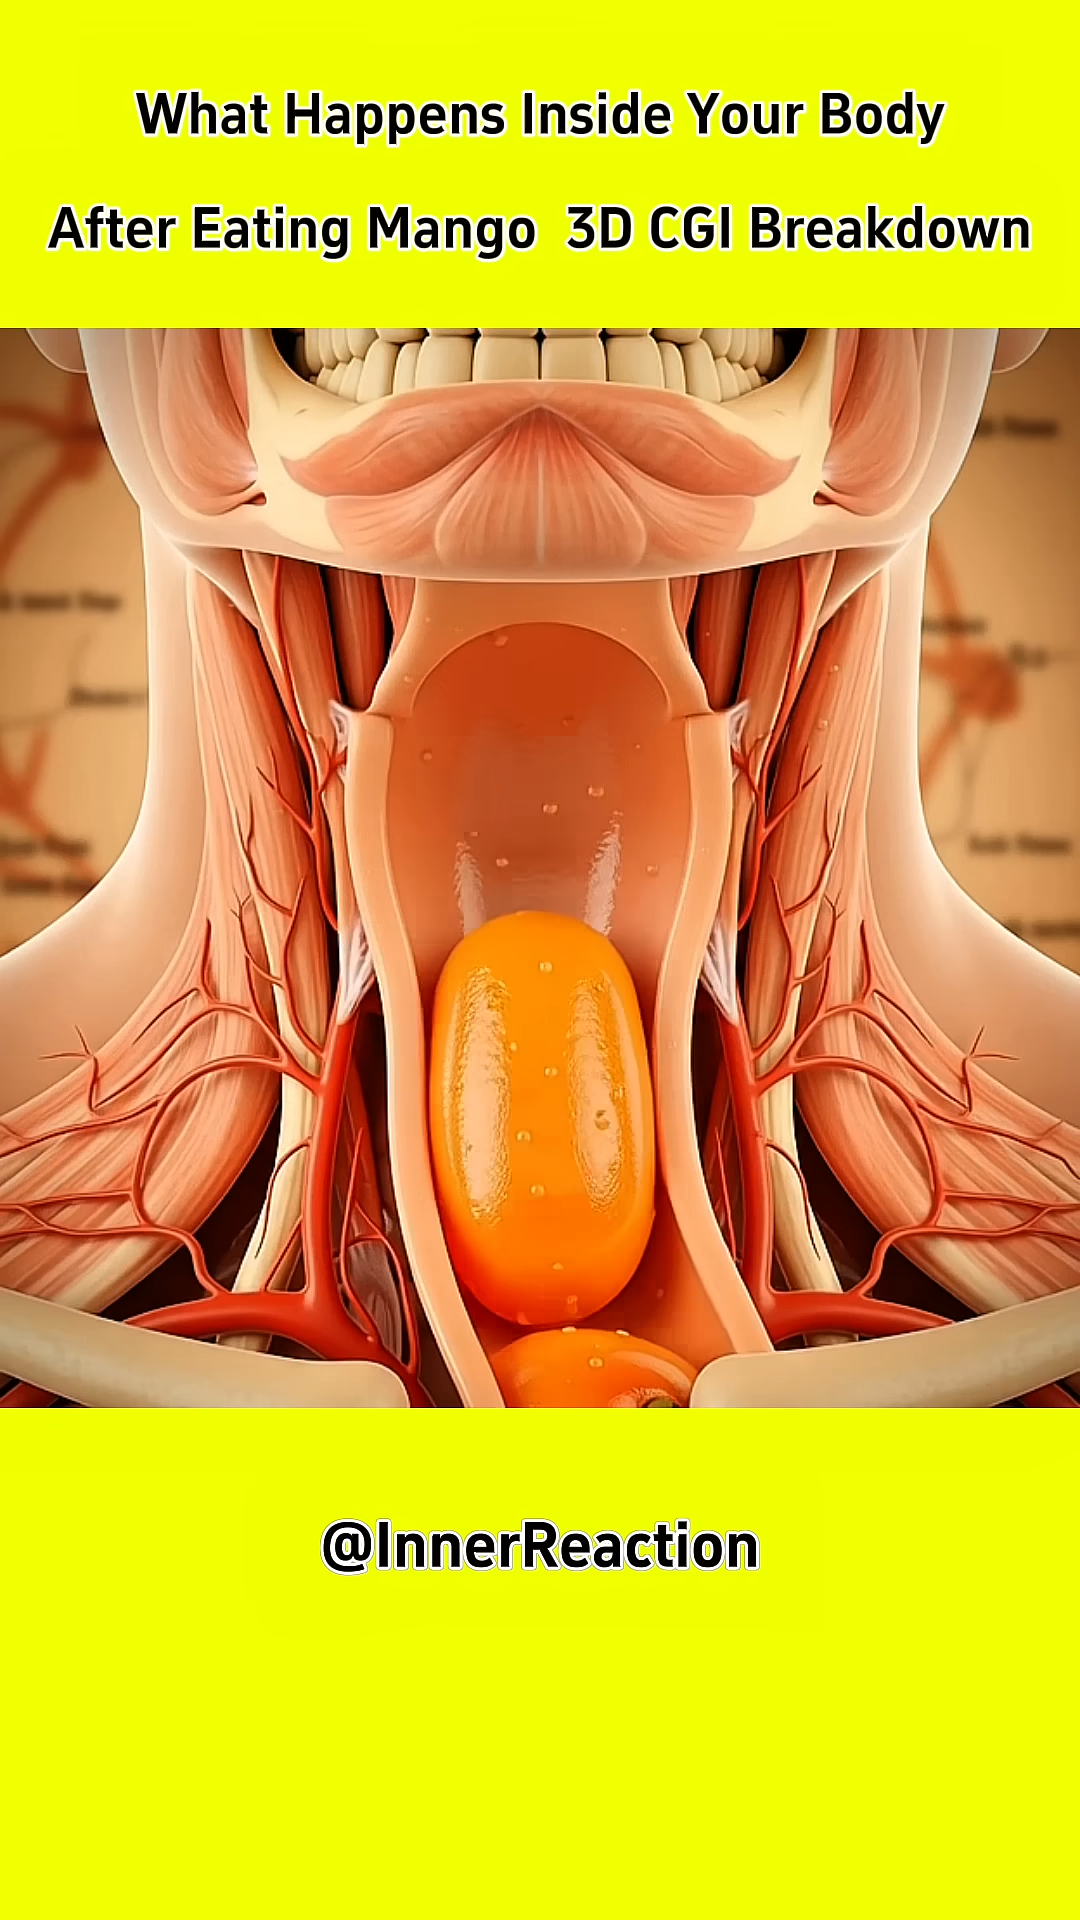 What Happens Inside Your Body
After Eating Mango 3D CGI Breakdown
@InnerReaction